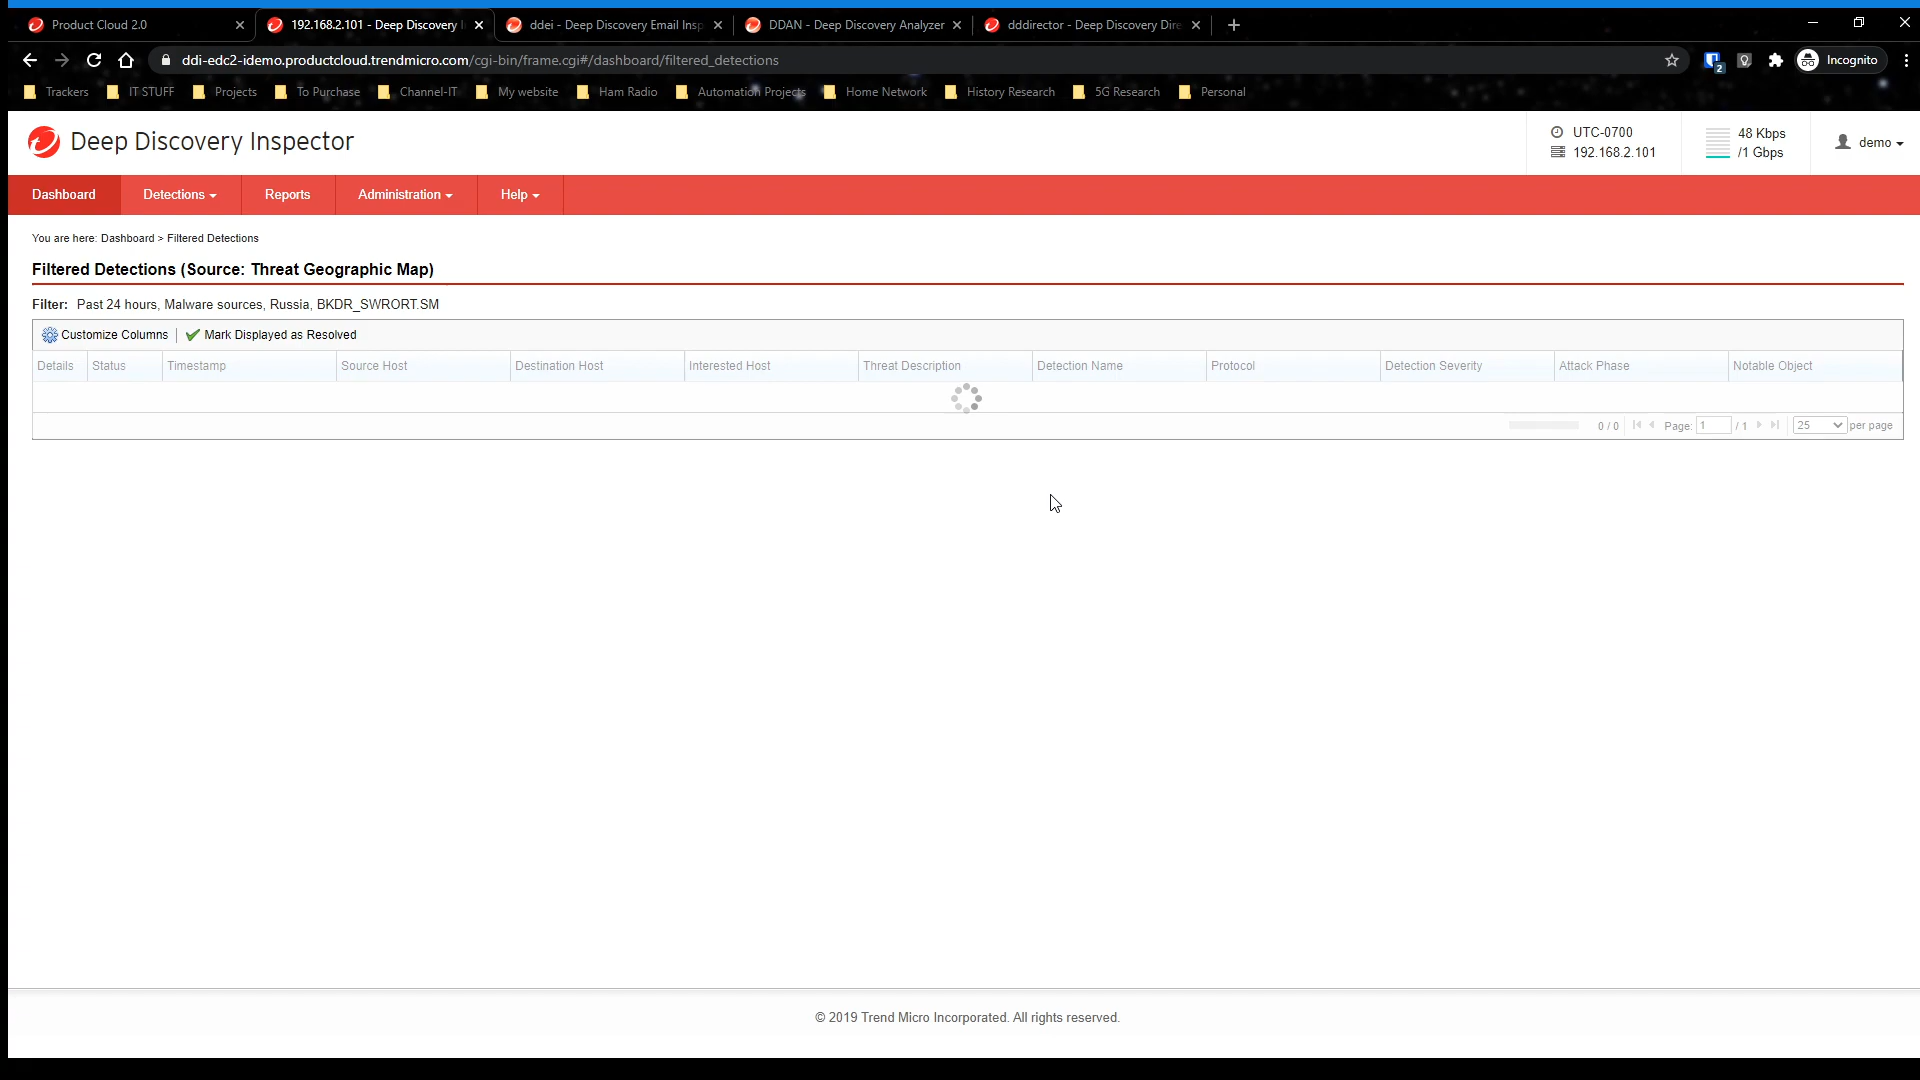 Product Cloud 2.0
192.168.2.101 - Deep Discovery I
ddei - Deep Discovery Email Insp
DDAN - Deep Discovery Analyzer
dddirector - Deep Discovery Dire
ddi-edc2-idemo.productcloud.trendmicro.com/cgi-bin/frame.cgi#/dashboard/filtered_detections
2
Incognito
Trackers
IT STUFF
Projects
To Purchase
Channel-IT
My website
Ham Radio
Automation Projects
Home Network
History Research
5G Research
Personal
Deep Discovery Inspector
UTC-0700
192.168.2.101
48 Kbps
/1 Gbps
demo
Dashboard
Detections
Reports
Administration
Help
You are here: Dashboard > Filtered Detections
Filtered Detections (Source: Threat Geographic Map)
Filter: Past 24 hours, Malware sources, Russia, BKDR_SWRORT.SM
Customize Columns
Mark Displayed as Resolved
Details
Status
Timestamp
Source Host
Destination Host
Interested Host
Threat Description
Detection Name
Protocol
Detection Severity
Attack Phase
Notable Object
0 / 0
Page: 1 / 1
25 per page
© 2019 Trend Micro Incorporated. All rights reserved.